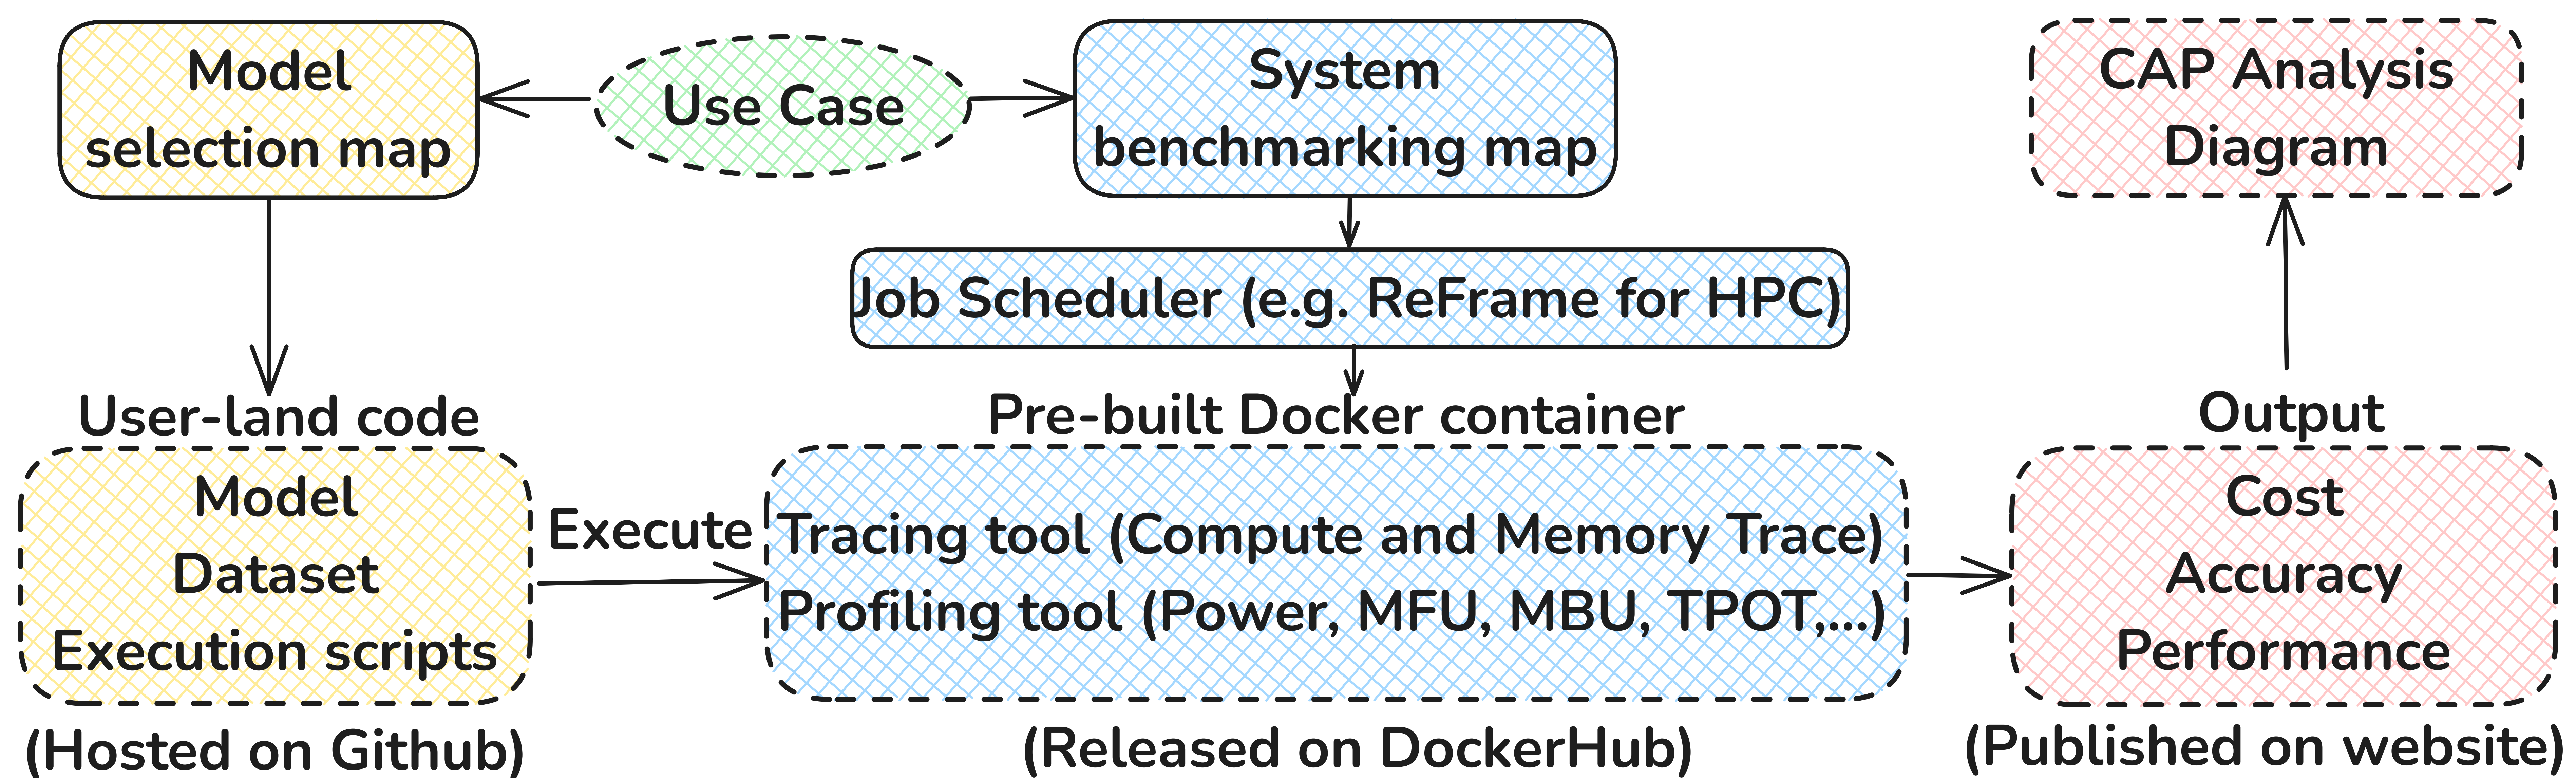 Model
selection map
Use Case
System
benchmarking map
CAP Analysis
Diagram
Job Scheduler (e.g. ReFrame for HPC)
User-land code
Model
Dataset
Execution scripts
(Hosted on Github)
Execute
Pre-built Docker container
Tracing tool (Compute and Memory Trace)
Profiling tool (Power, MFU, MBU, TPOT,...)
(Released on DockerHub)
Output
Cost
Accuracy
Performance
(Published on website)